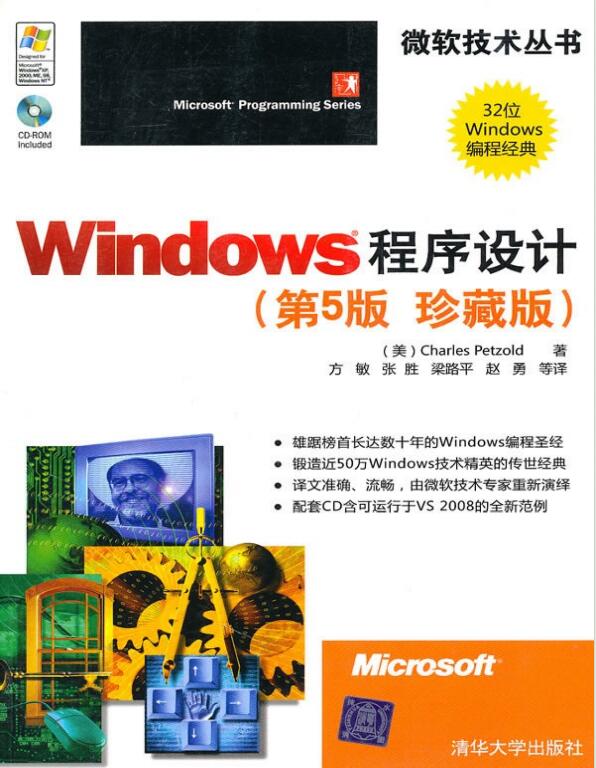 Designed for
Microsoft®
Windows®XP,
2000, ME, 98,
Windows NT®
CD-ROM
Included
Microsoft® Programming Series
微软技术丛书
32位
Windows
编程经典
Windows® 程序设计
(第5版 珍藏版)
(美) Charles Petzold 著
方 敏 张 胜 梁路平 赵 勇 等译
• 雄踞榜首长达数十年的Windows编程圣经
• 锻造近50万Windows技术精英的传世经典
• 译文准确、流畅,由微软技术专家重新演绎
• 配套CD含可运行于VS 2008的全新范例
Microsoft®
清华大学出版社